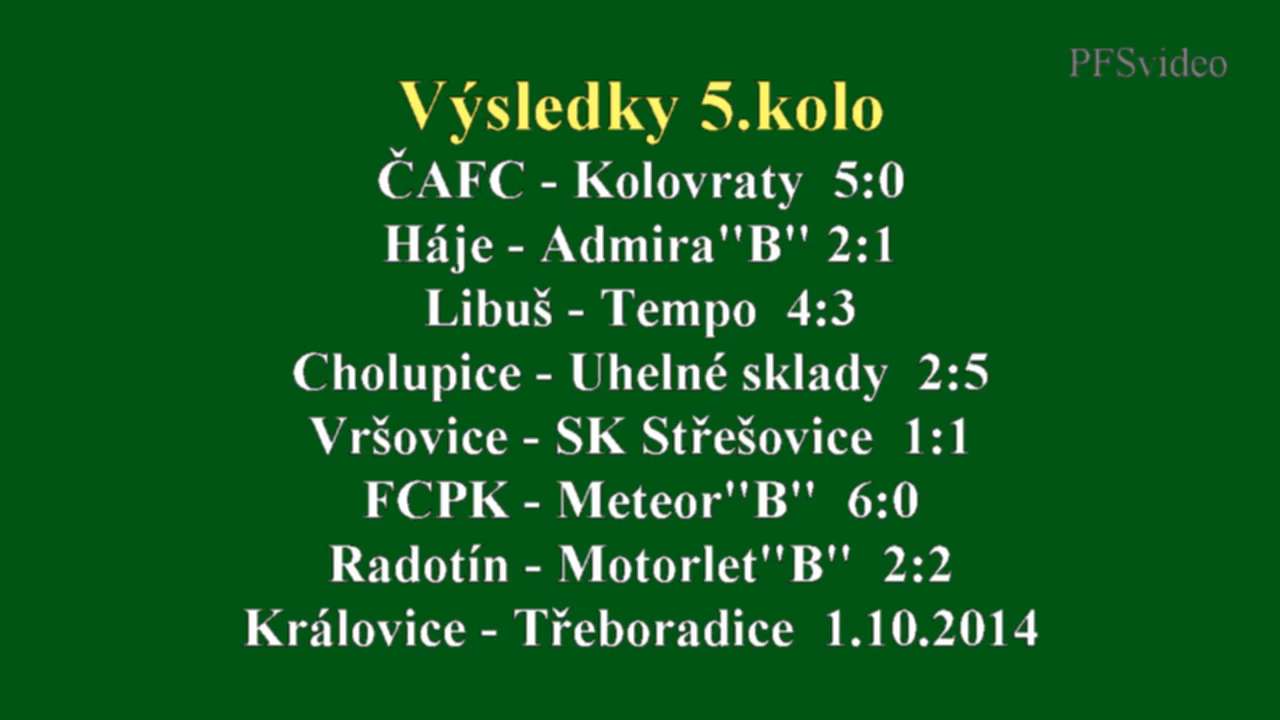 PFSvideo
Výsledky 5.kolo
ČAFC - Kolovraty 5:0
Háje - Admira"B" 2:1
Libuš - Tempo 4:3
Cholupice - Uhelné sklady 2:5
Vršovice - SK Střešovice 1:1
FCPK - Meteor"B" 6:0
Radotín - Motorlet"B" 2:2
Královice - Třeboradice 1.10.2014